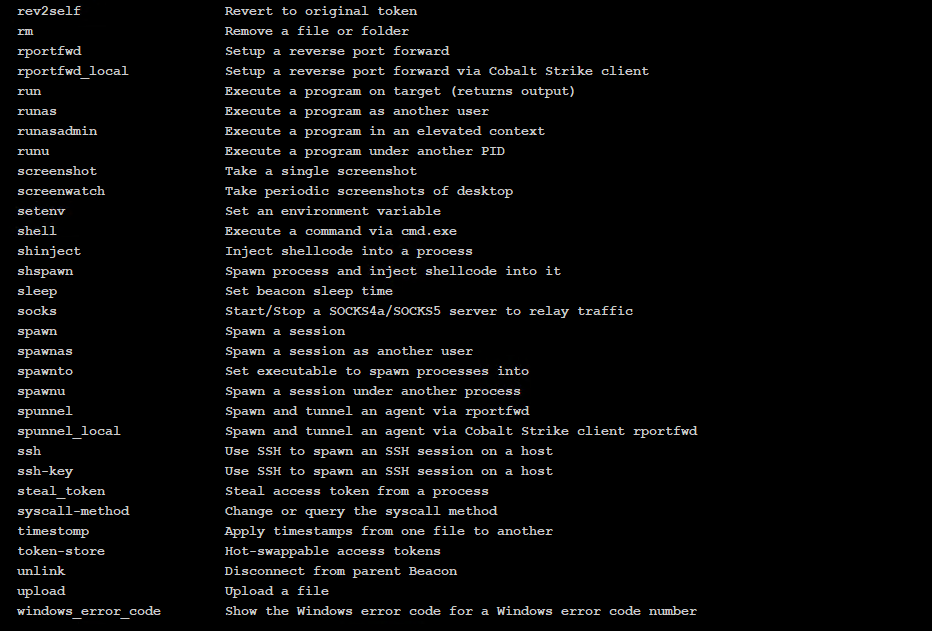 rev2self Revert to original token
rm Remove a file or folder
rportfwd Setup a reverse port forward
rportfwd_local Setup a reverse port forward via Cobalt Strike client
run Execute a program on target (returns output)
runas Execute a program as another user
runasadmin Execute a program in an elevated context
runu Execute a program under another PID
screenshot Take a single screenshot
screenwatch Take periodic screenshots of desktop
setenv Set an environment variable
shell Execute a command via cmd.exe
shinject Inject shellcode into a process
shspawn Spawn process and inject shellcode into it
sleep Set beacon sleep time
socks Start/Stop a SOCKS4a/SOCKS5 server to relay traffic
spawn Spawn a session
spawnas Spawn a session as another user
spawnto Set executable to spawn processes into
spawnu Spawn a session under another process
spunnel Spawn and tunnel an agent via rportfwd
spunnel_local Spawn and tunnel an agent via Cobalt Strike client rportfwd
ssh Use SSH to spawn an SSH session on a host
ssh-key Use SSH to spawn an SSH session on a host
steal_token Steal access token from a process
syscall-method Change or query the syscall method
timestomp Apply timestamps from one file to another
token-store Hot-swappable access tokens
unlink Disconnect from parent Beacon
upload Upload a file
windows_error_code Show the Windows error code for a Windows error code number